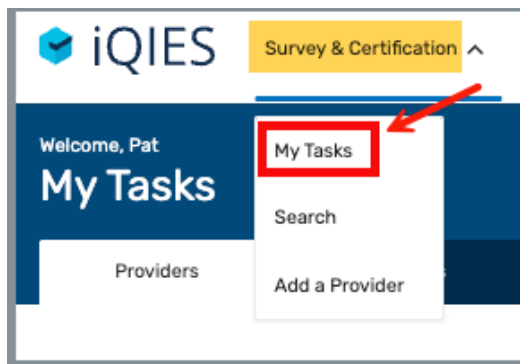 iQIES
Survey & Certification
Welcome, Pat
My Tasks
My Tasks
Search
Providers
Add a Provider